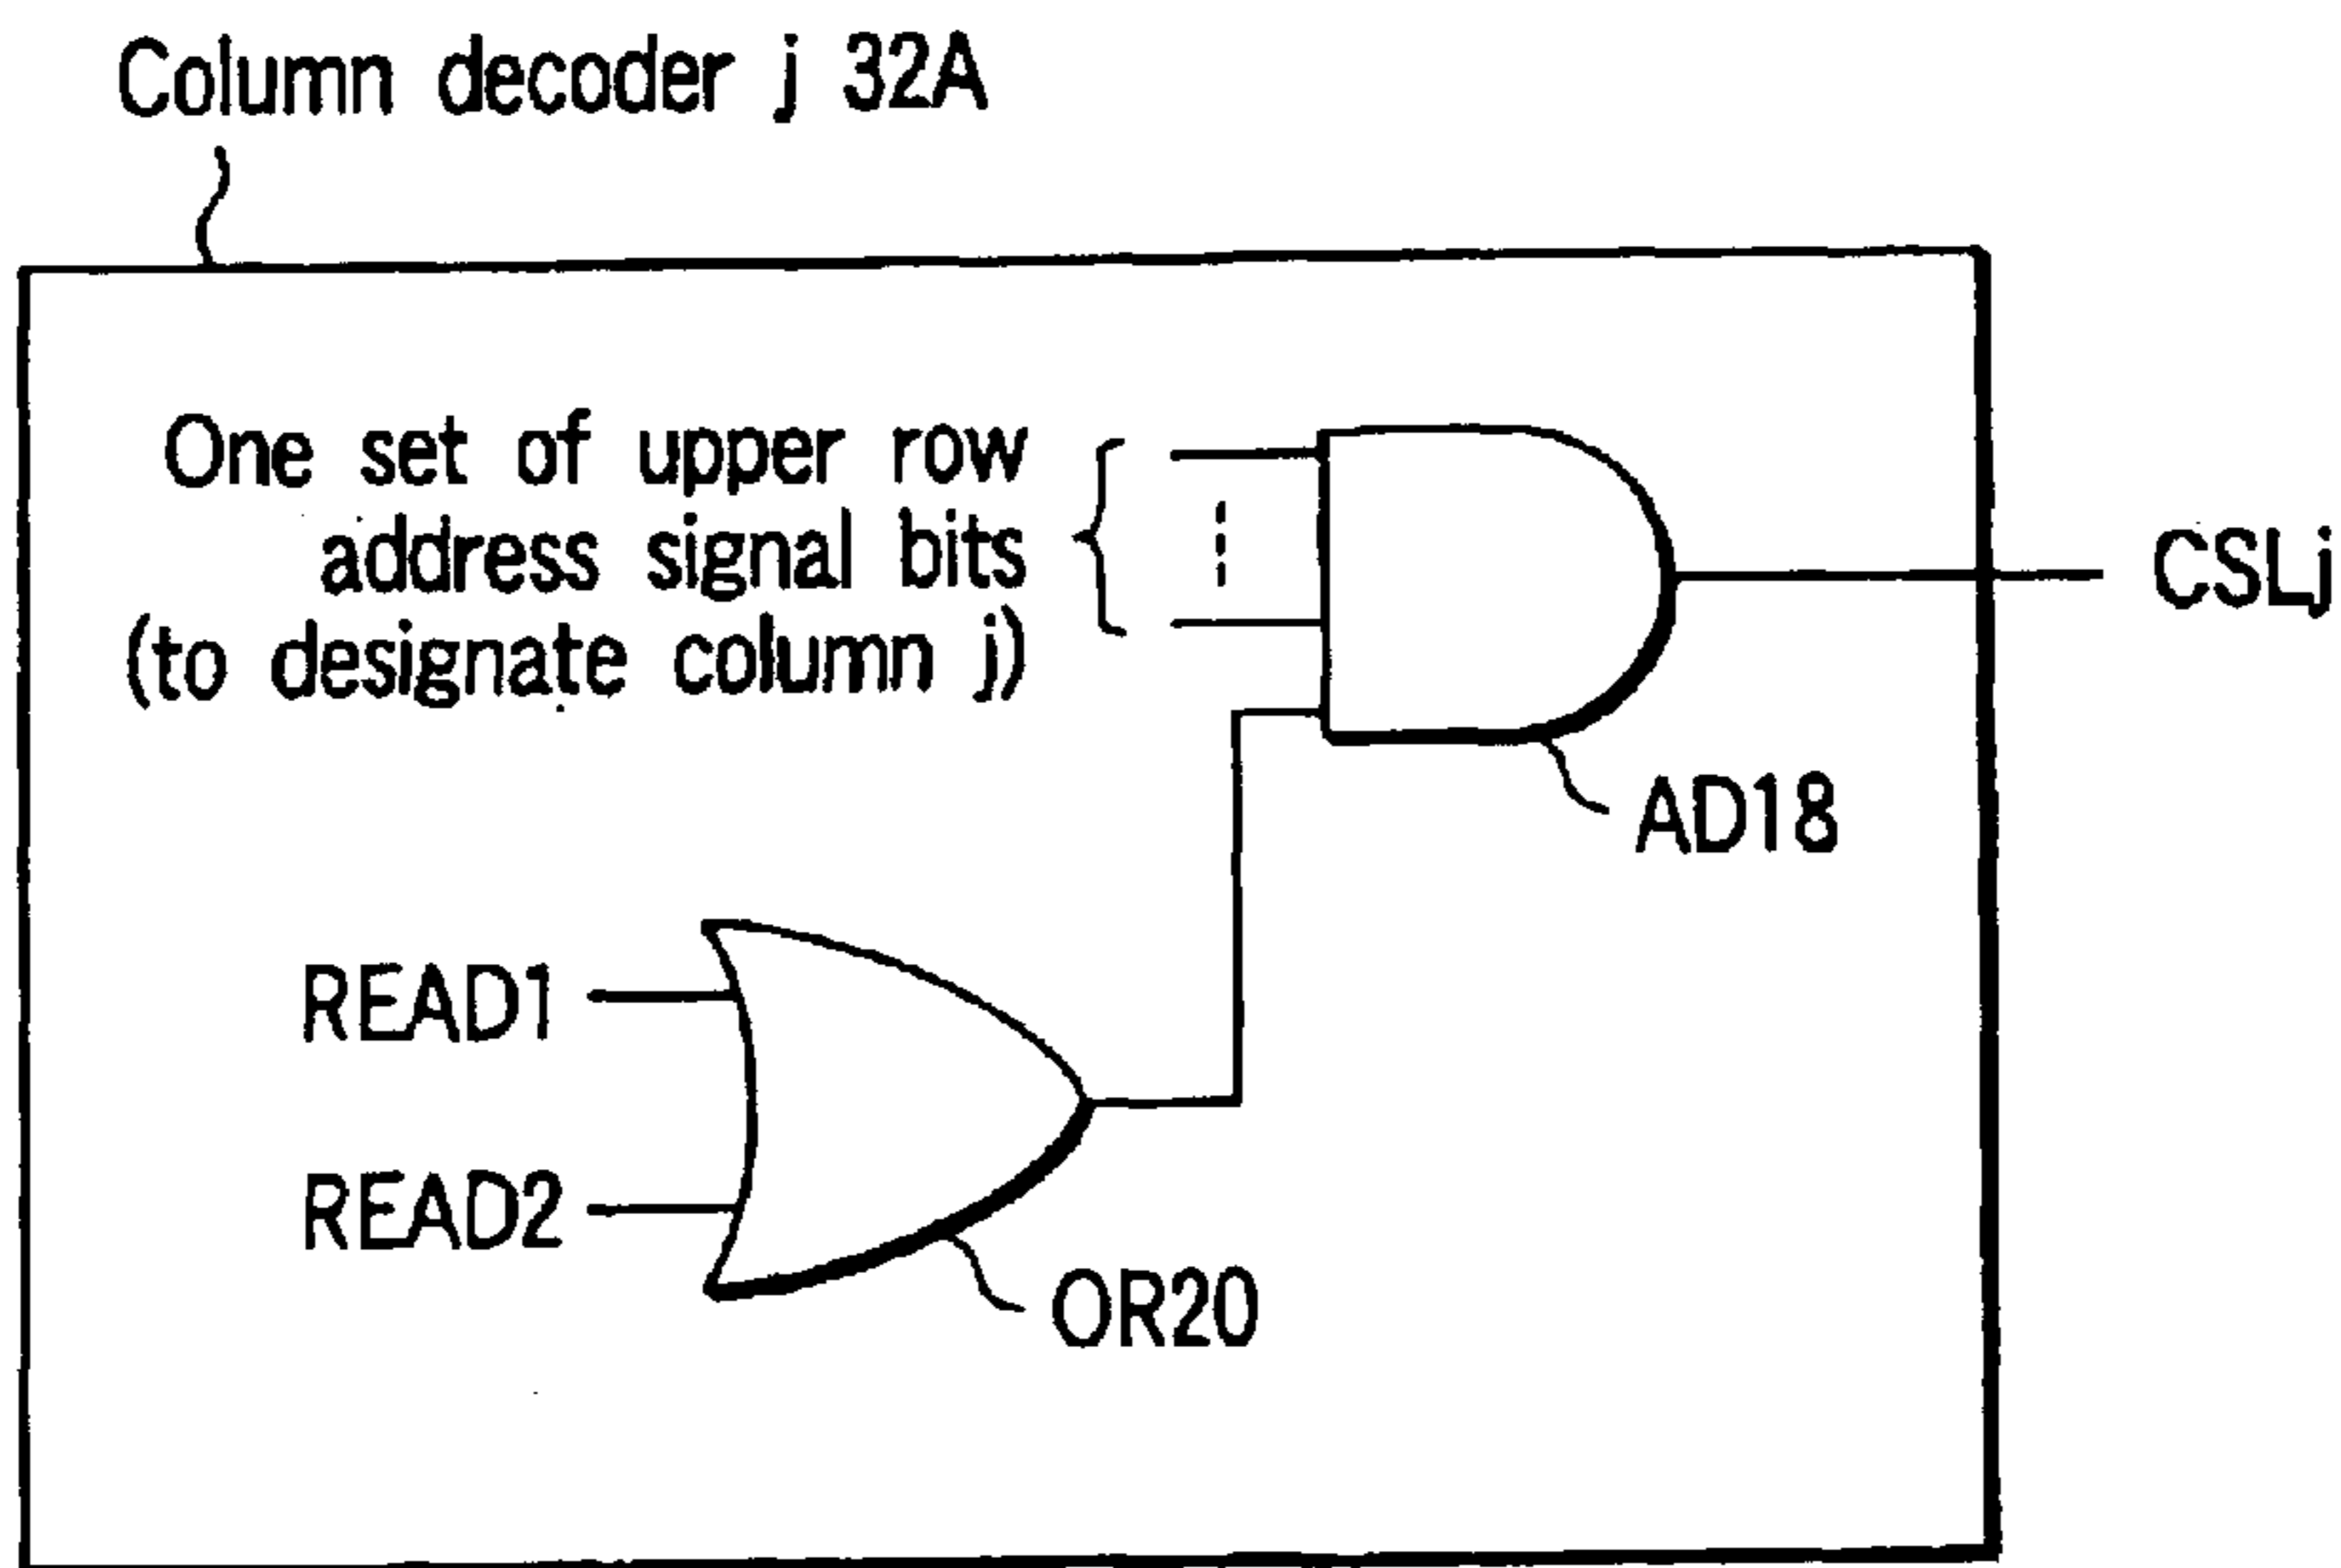 Column decoder j 32A
One set of upper row
address signal bits
(to designate column j)
CSLj
AD18
READ1
READ2
OR20